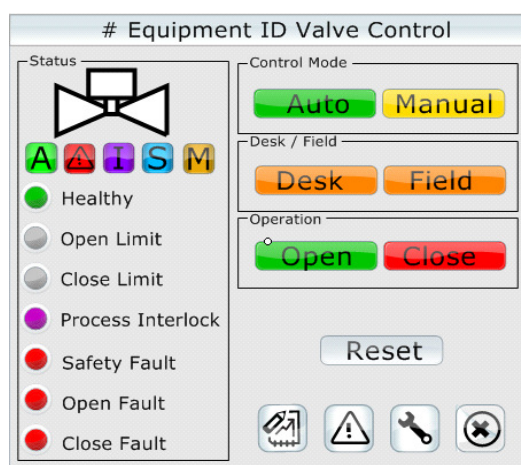 # Equipment ID Valve Control
Status
A I S M
Healthy
Open Limit
Close Limit
Process Interlock
Safety Fault
Open Fault
Close Fault
Control Mode
Auto Manual
Desk / Field
Desk Field
Operation
Open Close
Reset